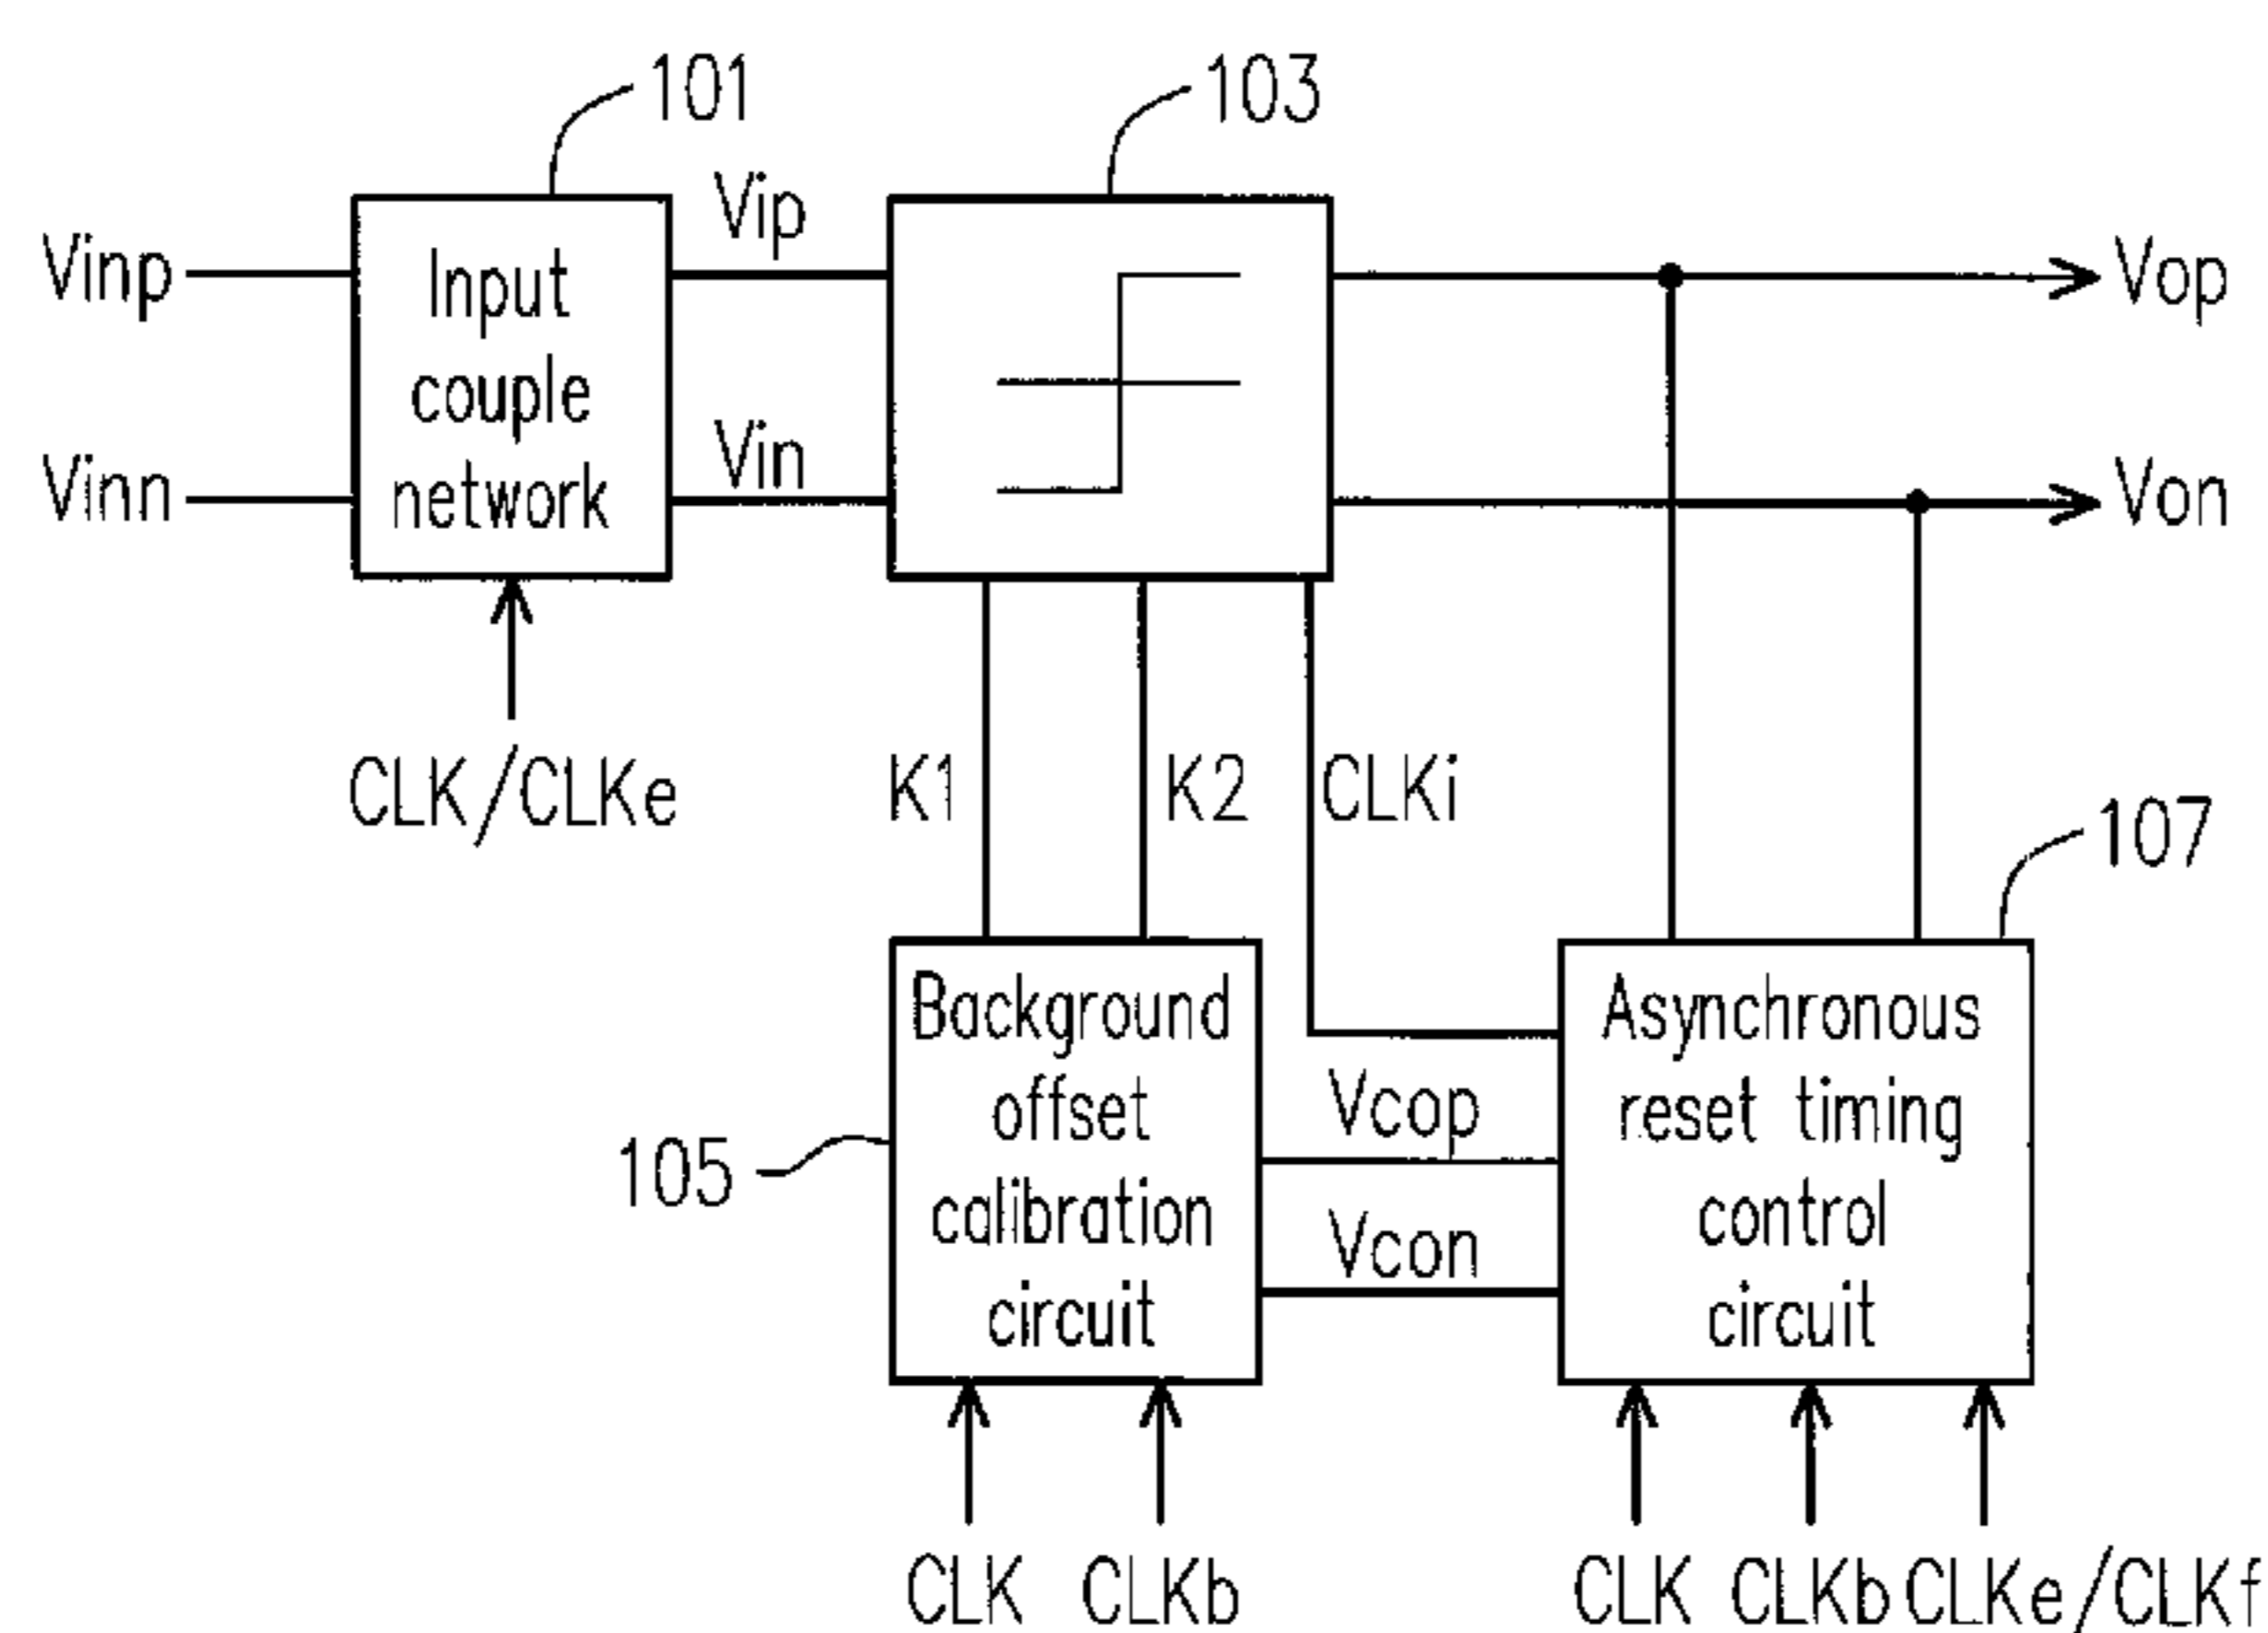 101
103
Vinp
Input
couple
network
Vip
Vop
Vinn
Vin
Von
CLK/CLKe
K1
K2
CLKi
107
105
Background
offset
calibration
circuit
Vcop
Vcon
Asynchronous
reset timing
control
circuit
CLK
CLKb
CLK
CLKb
CLKe/CLKf